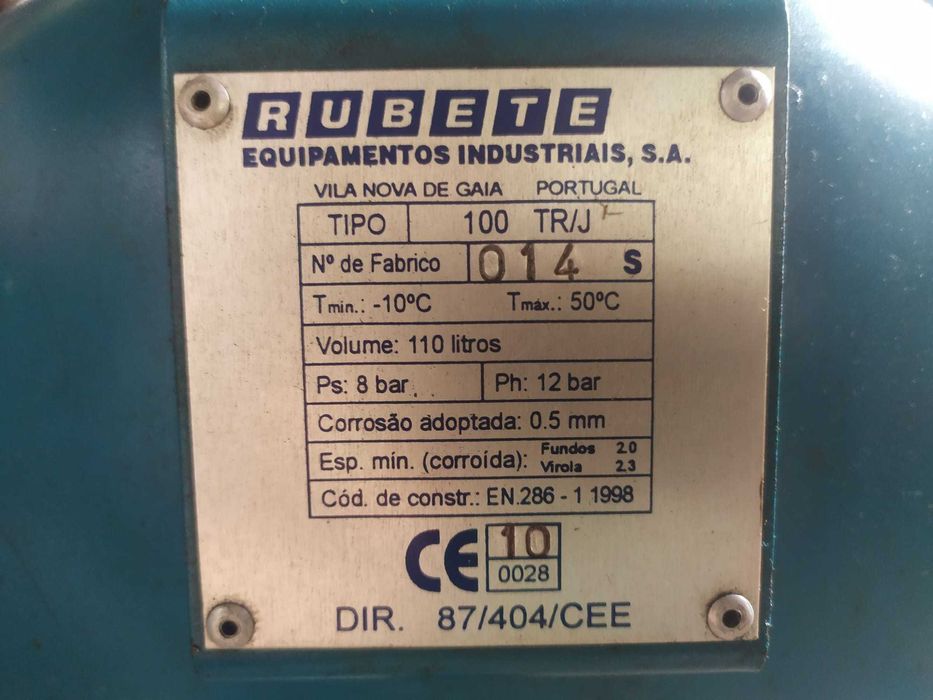 RUBETE
EQUIPAMENTOS INDUSTRIAIS, S.A.
VILA NOVA DE GAIA PORTUGAL
TIPO 100 TR/J
Nº de Fabrico 014 S
Tmin.: -10ºC Tmáx.: 50ºC
Volume: 110 litros
Ps: 8 bar Ph: 12 bar
Corrosão adoptada: 0.5 mm
Esp. mín. (corroída): Fundos 2.0
Virola 2.3
Cód. de constr.: EN.286 - 1 1998
CE 10
0028
DIR. 87/404/CEE